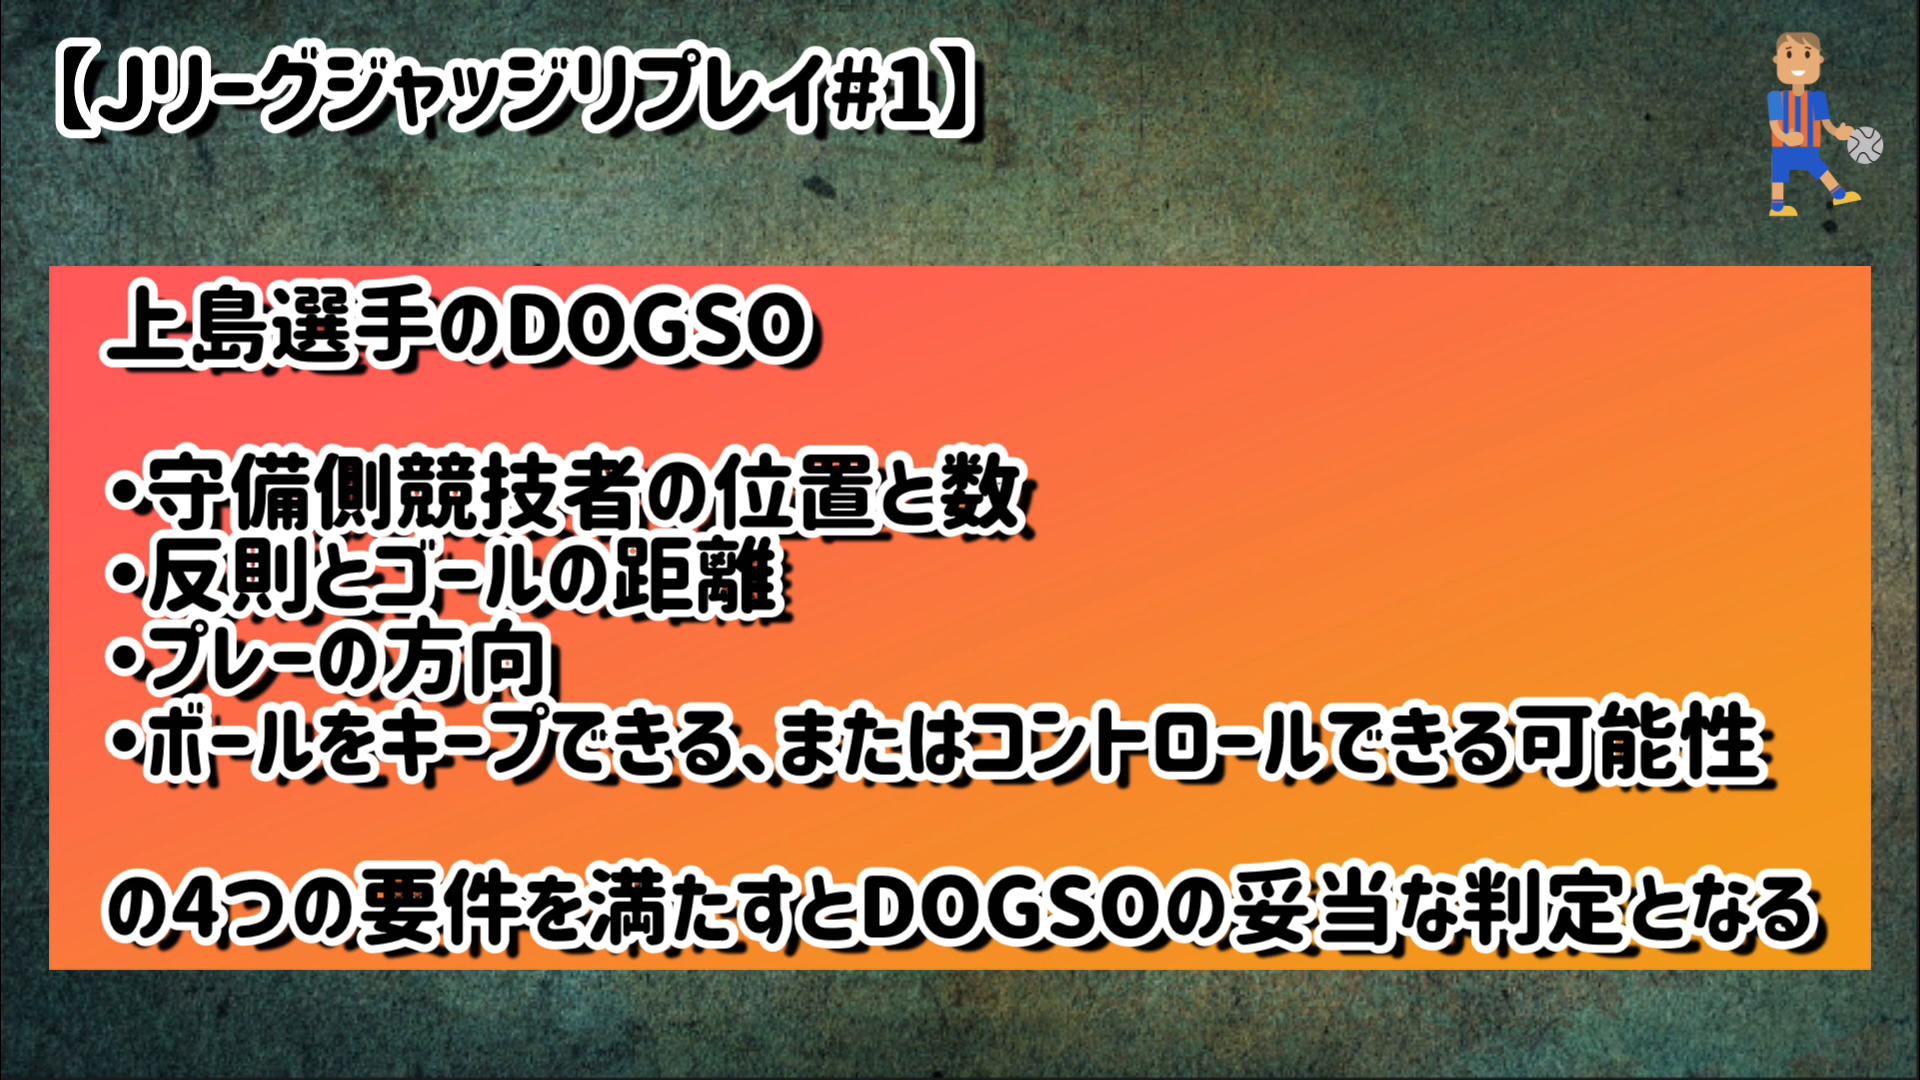 【Jリーグジャッジリプレイ#1】
上島選手のDOGSO
・守備側競技者の位置と数
・反則とゴールの距離
・プレーの方向
・ボールをキープできる、またはコントロールできる可能性
の4つの要件を満たすとDOGSOの妥当な判定となる